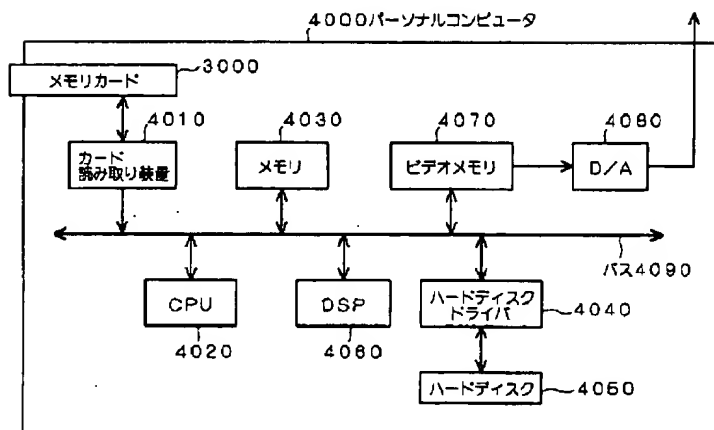 4000パーソナルコンピュータ
メモリカード
3000
4010
4030
4070
4080
カード
読み取り装置
メモリ
ビデオメモリ
D/A
バス4090
CPU
DSP
ハードディスク
ドライバ
4040
4020
4060
ハードディスク
4050